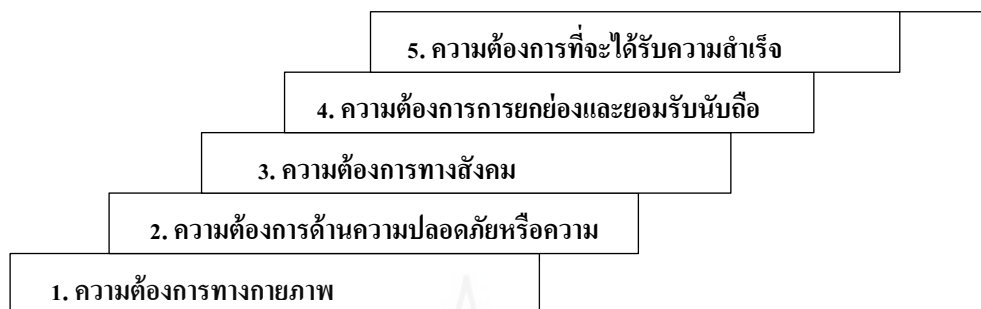 5. ความต้องการที่จะได้รับความสำเร็จ
4. ความต้องการการยกย่องและยอมรับนับถือ
3. ความต้องการทางสังคม
2. ความต้องการด้านความปลอดภัยหรือความ
1. ความต้องการทางกายภาพ